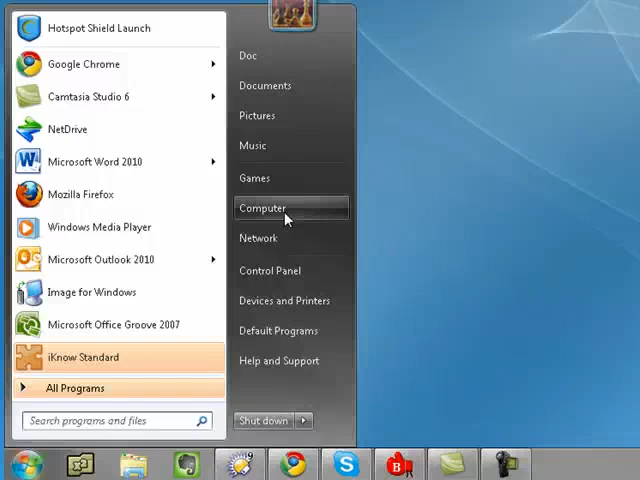 Hotspot Shield Launch
Google Chrome
Camtasia Studio 6
NetDrive
Microsoft Word 2010
Mozilla Firefox
Windows Media Player
Microsoft Outlook 2010
Image for Windows
Microsoft Office Groove 2007
iKnow Standard
All Programs
Search programs and files
Doc
Documents
Pictures
Music
Games
Computer
Network
Control Panel
Devices and Printers
Default Programs
Help and Support
Shut down